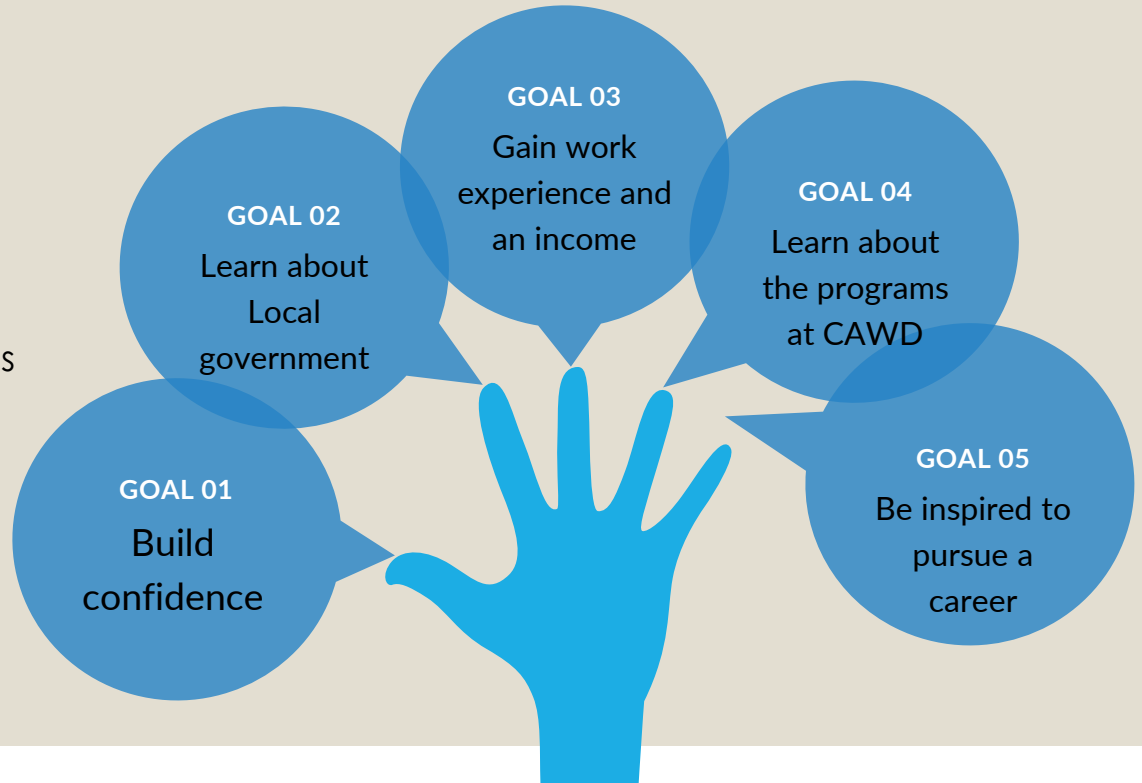 GOAL 03
Gain work
experience and
an income
GOAL 02
Learn about
Local
government
GOAL 04
Learn about
the programs
at CAWD
s
GOAL 01
Build
confidence
GOAL 05
Be inspired to
pursue a
career